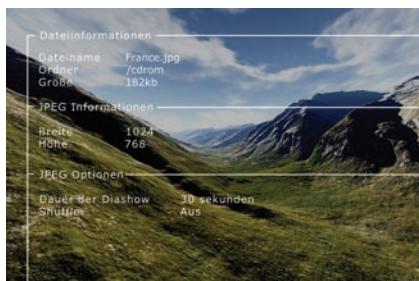 Dateiinformationen
Dateiname France.jpg
Ordner /cdrom
Größe 182kb
JPEG Informationen
Breite 1024
Höhe 768
JPEG Optionen
Dauer der Diashow 30 sekunden
Shuffle Aus